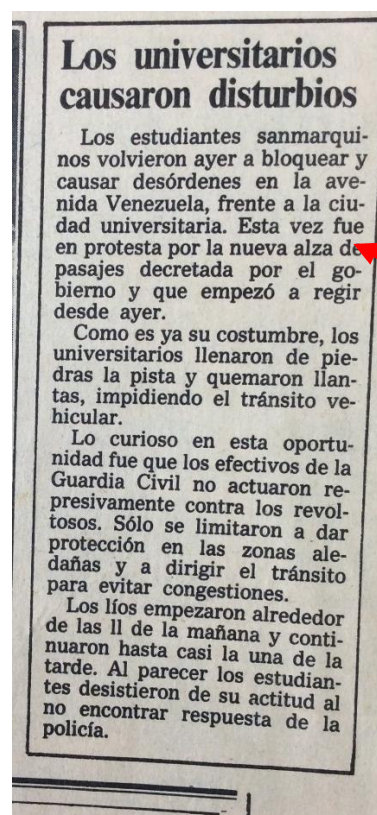 Los universitarios
causaron disturbios
Los estudiantes sanmarqui-
nos volvieron ayer a bloquear y
causar desórdenes en la ave-
nida Venezuela, frente a la ciu-
dad universitaria. Esta vez fue
en protesta por la nueva alza de
pasajes decretada por el go-
bierno y que empezó a regir
desde ayer.
Como es ya su costumbre, los
universitarios llenaron de pie-
dras la pista y quemaron llan-
tas, impidiendo el tránsito ve-
hicular.
Lo curioso en esta oportu-
nidad fue que los efectivos de la
Guardia Civil no actuaron re-
presivamente contra los revol-
tosos. Sólo se limitaron a dar
protección en las zonas ale-
dañas y a dirigir el tránsito
para evitar congestiones.
Los líos empezaron alrededor
de las ll de la mañana y conti-
nuaron hasta casi la una de la
tarde. Al parecer los estudian-
tes desistieron de su actitud al
no encontrar respuesta de la
policía.